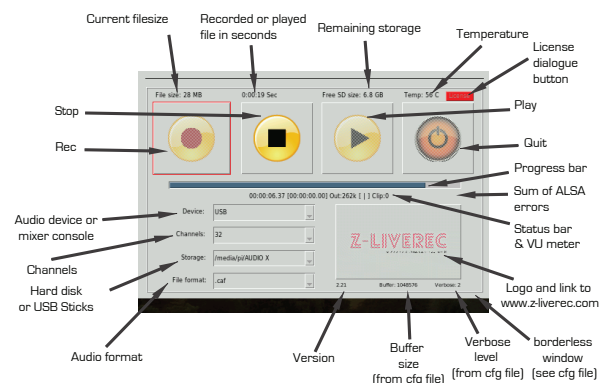 Current filesize
Recorded or played
file in seconds
Remaining storage
Temperature
License
dialogue
button
File size: 28 MB
0:00:19 Sec
Free SD size: 6.8 GB
Temp: 56 C
Stop
Play
Rec
Quit
Progress bar
00:00:06.37 [00:00:00.00] Out:262k [ | ] Clip:0
Sum of ALSA
errors
Audio device or
mixer console
Device:
USB
Status bar
& VU meter
Channels:
32
Z-LIVEREC
Channels
Storage:
/media/pi/AUDIO X
Hard disk
or USB Sticks
File format:
.caf
2.21
Buffer: 1048576
Verbose: 2
Logo and link to
www.z-liverec.com
Audio format
Version
Buffer
size
(from cfg file)
Verbose
level
(from cfg file)
borderless
window
(see cfg file)